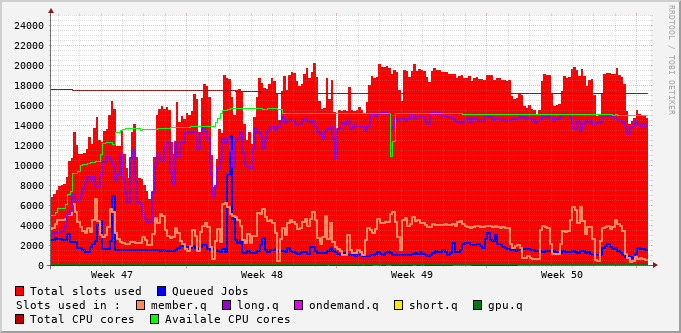 24000
22000
20000
18000
16000
14000
12000
10000
8000
6000
4000
2000
0
Week 47 Week 48 Week 49 Week 50
RRDTOOL / TOBI OETIKER
Total slots used Queued Jobs
Slots used in : member.q long.q ondemand.q short.q gpu.q
Total CPU cores Availale CPU cores